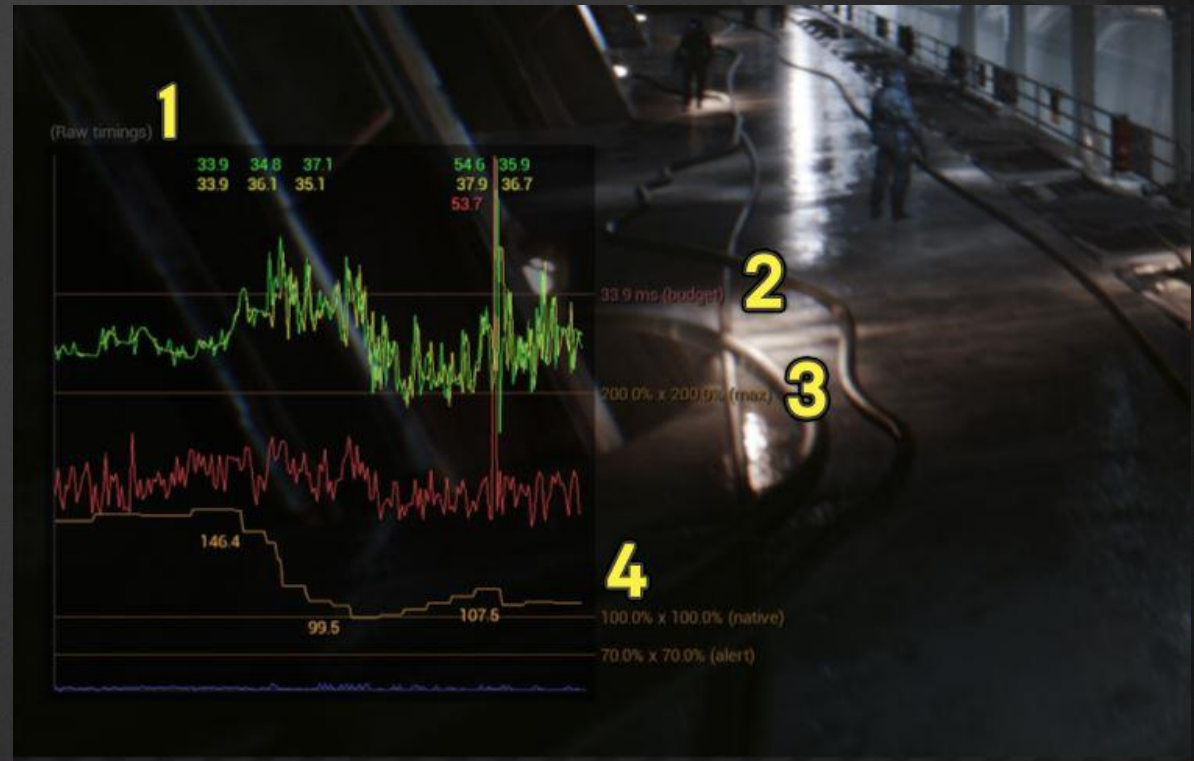 1
(Raw timings)
33.9 34.8 37.1 54.6 35.9
33.9 36.1 35.1 37.9 36.7
53.7
2
33.9 ms (budget)
3
200.0% x 200.0% (max)
146.4
4
107.5
100.0% x 100.0% (native)
99.5
70.0% x 70.0% (alert)